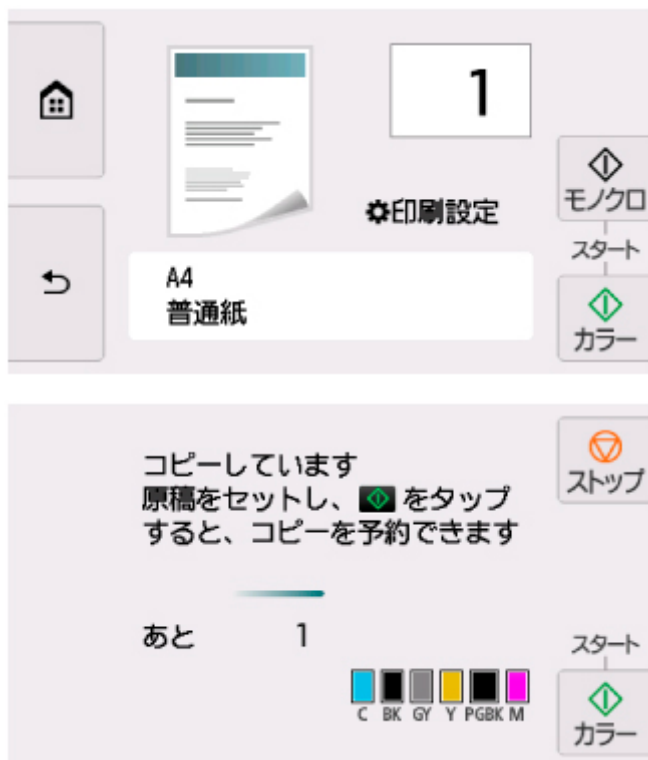 1
モノクロ
印刷設定
スタート
A4
普通紙
カラー
コピーしています
原稿をセットし、 をタップ
すると、コピーを予約できます
ストップ
あと 1
スタート
C BK GY Y PGBK M
カラー